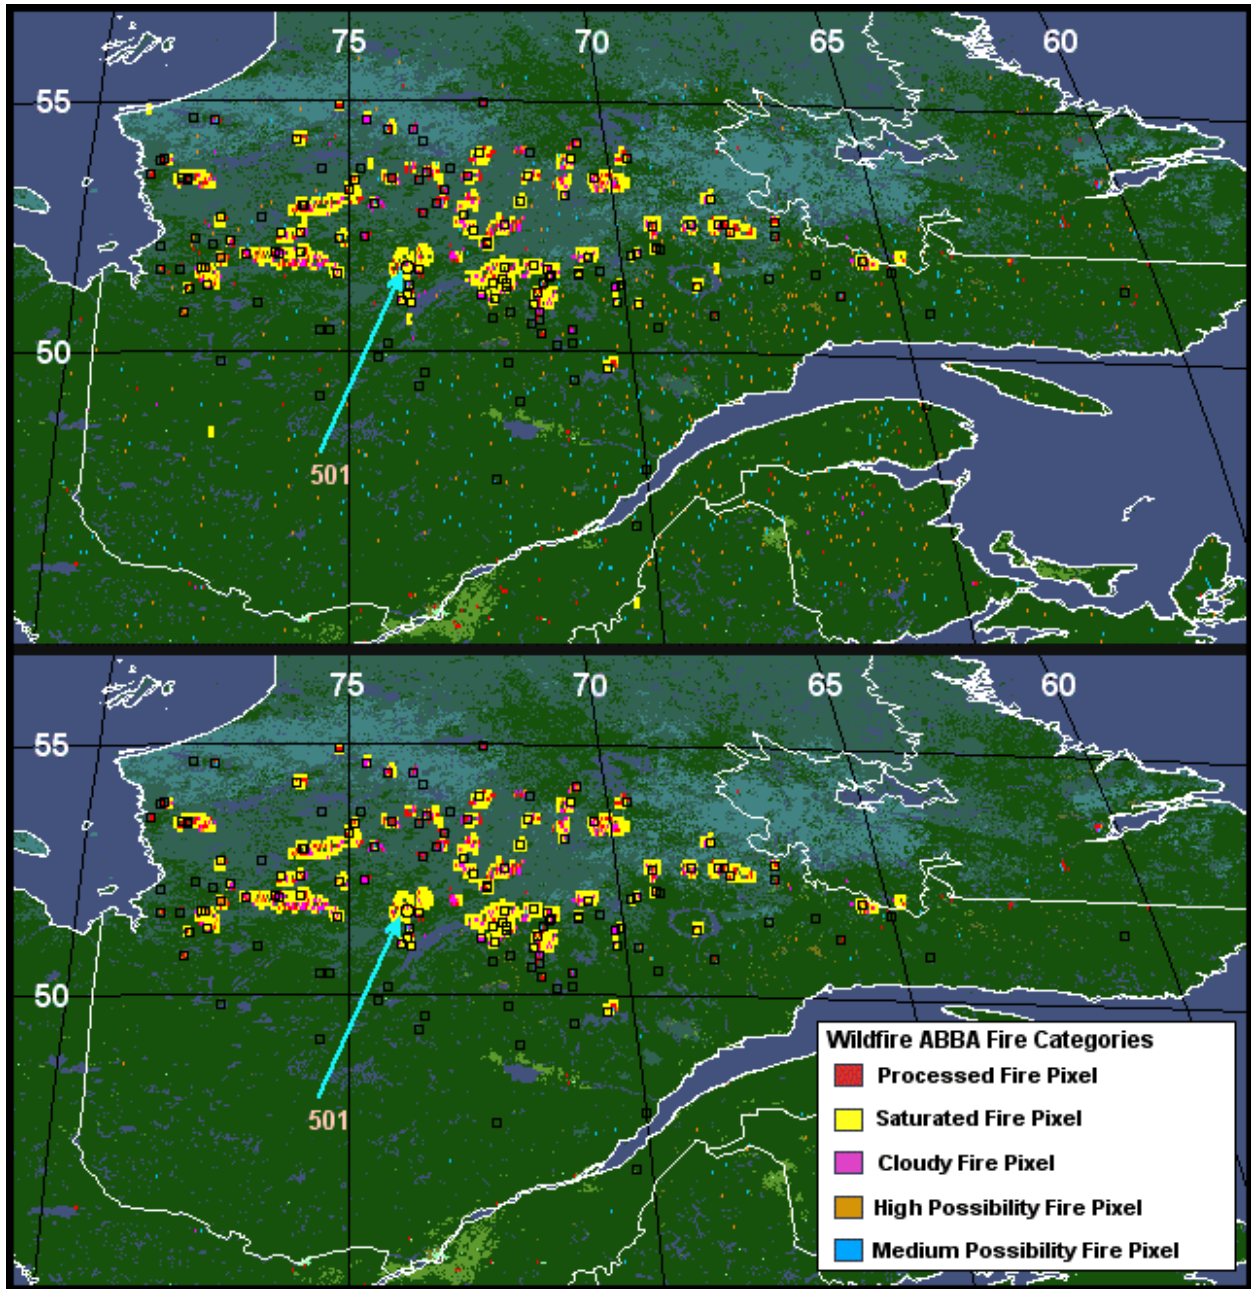 75 70 65 60
55
50
501
75 70 65 60
55
50
Wildfire ABBA Fire Categories
Processed Fire Pixel
Saturated Fire Pixel
Cloudy Fire Pixel
501
High Possibility Fire Pixel
Medium Possibility Fire Pixel